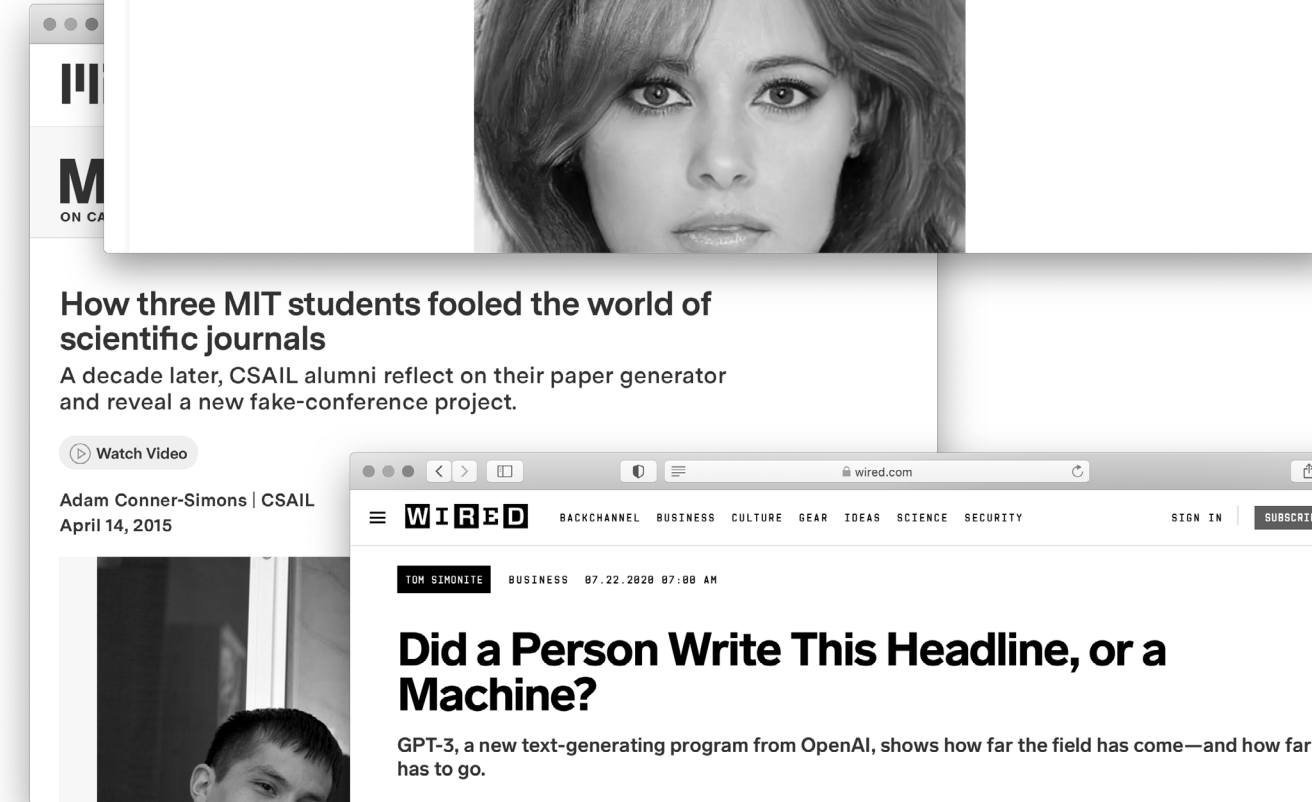 M
ON CA
How three MIT students fooled the world of
scientific journals
A decade later, CSAIL alumni reflect on their paper generator
and reveal a new fake-conference project.
Watch Video
Adam Conner-Simons | CSAIL
April 14, 2015
wired.com
WIRED
BACKCHANNEL BUSINESS CULTURE GEAR IDEAS SCIENCE SECURITY
SIGN IN
SUBSCRI
TOM SIMONITE BUSINESS 07.22.2020 07:00 AM
Did a Person Write This Headline, or a
Machine?
GPT-3, a new text-generating program from OpenAI, shows how far the field has come—and how far
has to go.